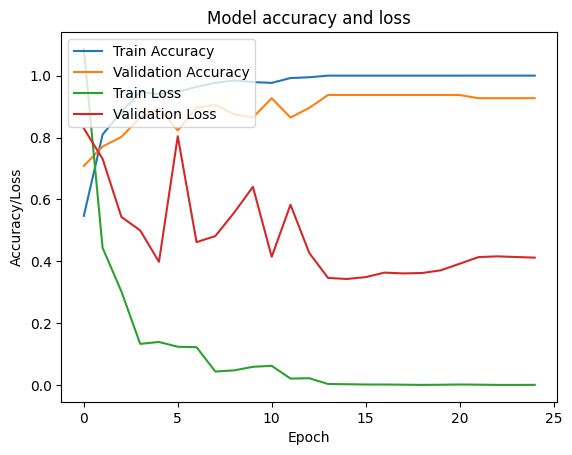 Model accuracy and loss
Train Accuracy
Validation Accuracy
Train Loss
Validation Loss
Accuracy/Loss
1.0
0.8
0.6
0.4
0.2
0.0
0 5 10 15 20 25
Epoch